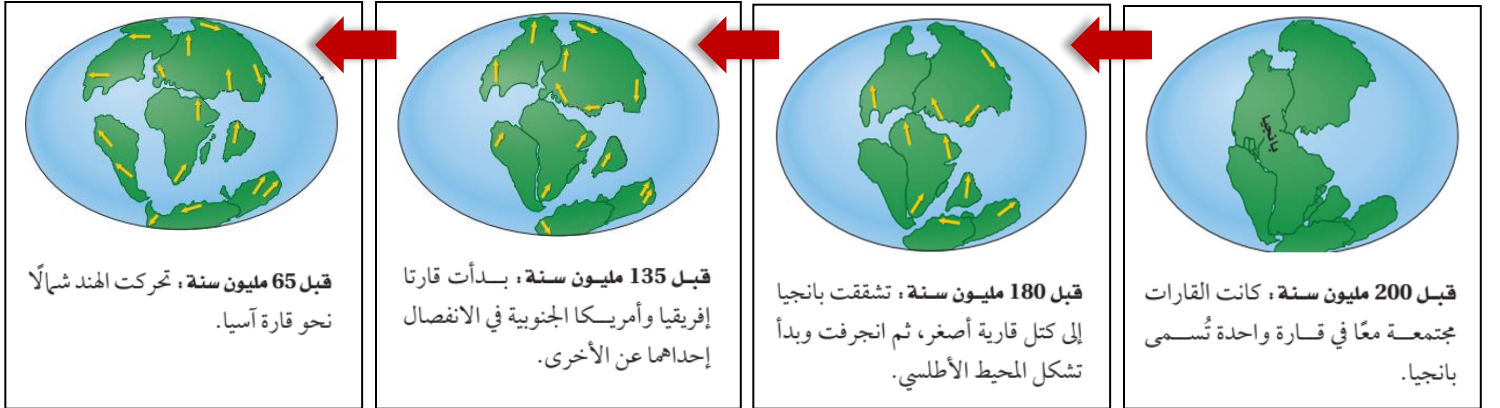 بانجيا
قبل 200 مليون سنة: كانت القارات
مجتمعة معًا في قارة واحدة تُسمى
بانجيا.
قبل 180 مليون سنة: تشققت بانجيا
إلى كتل قارية أصغر، ثم انجرفت وبدأ
تشكل المحيط الأطلسي.
قبل 135 مليون سنة: بدأت قارتا
إفريقيا وأمريكا الجنوبية في الانفصال
إحداهما عن الأخرى.
قبل 65 مليون سنة: تحركت الهند شمالًا
نحو قارة آسيا.